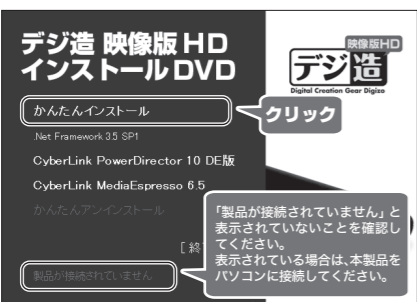 デジ造 映像版 HD
インストール DVD
映像版HD
デジ造
Digital Creation Gear Digizo
かんたんインストール
クリック
.Net Framework 3.5 SP1
CyberLink PowerDirector 10 DE版
CyberLink MediaEspresso 6.5
かんたんアンインストール
[ 終
製品が接続されていません
「製品が接続されていません」と
表示されていないことを確認し
てください。
表示されている場合は、本製品を
パソコンに接続してください。